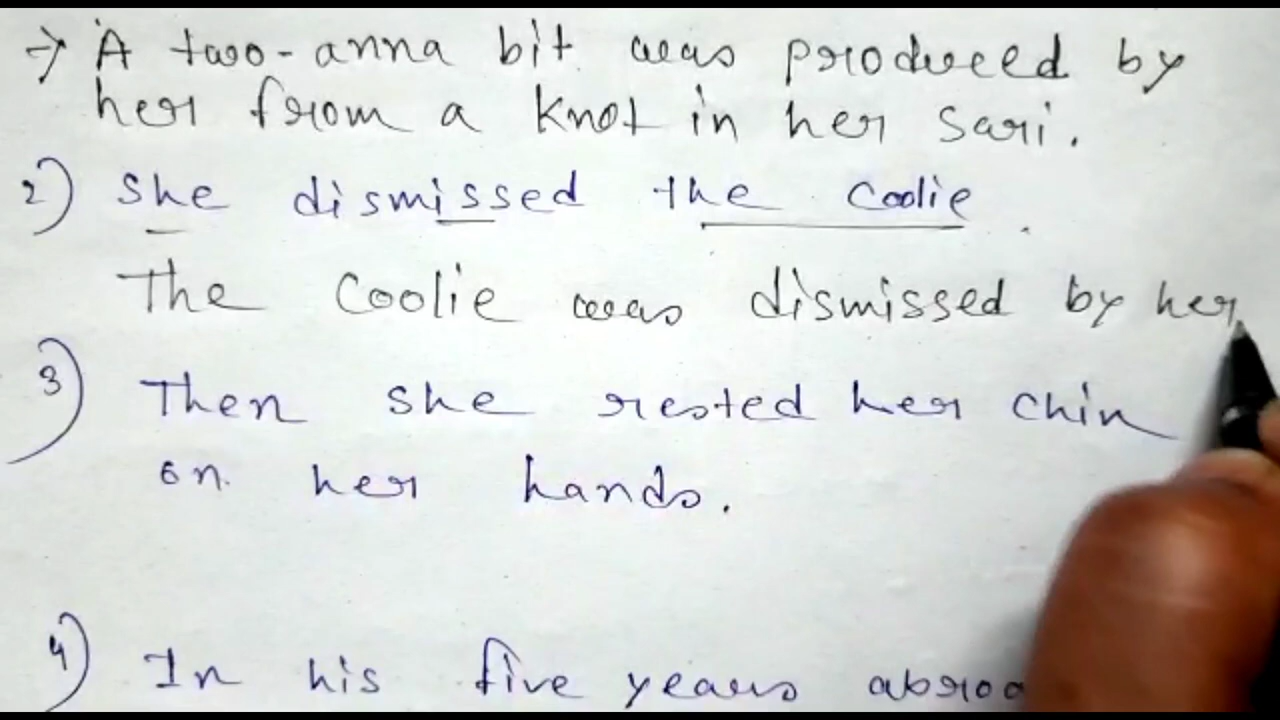 → A two-anna bit was produced by
her from a knot in her sari.
2) She dismissed the coolie.
The Coolie was dismissed by her
3) Then she rested her chin
on her hands.
4) In his five years